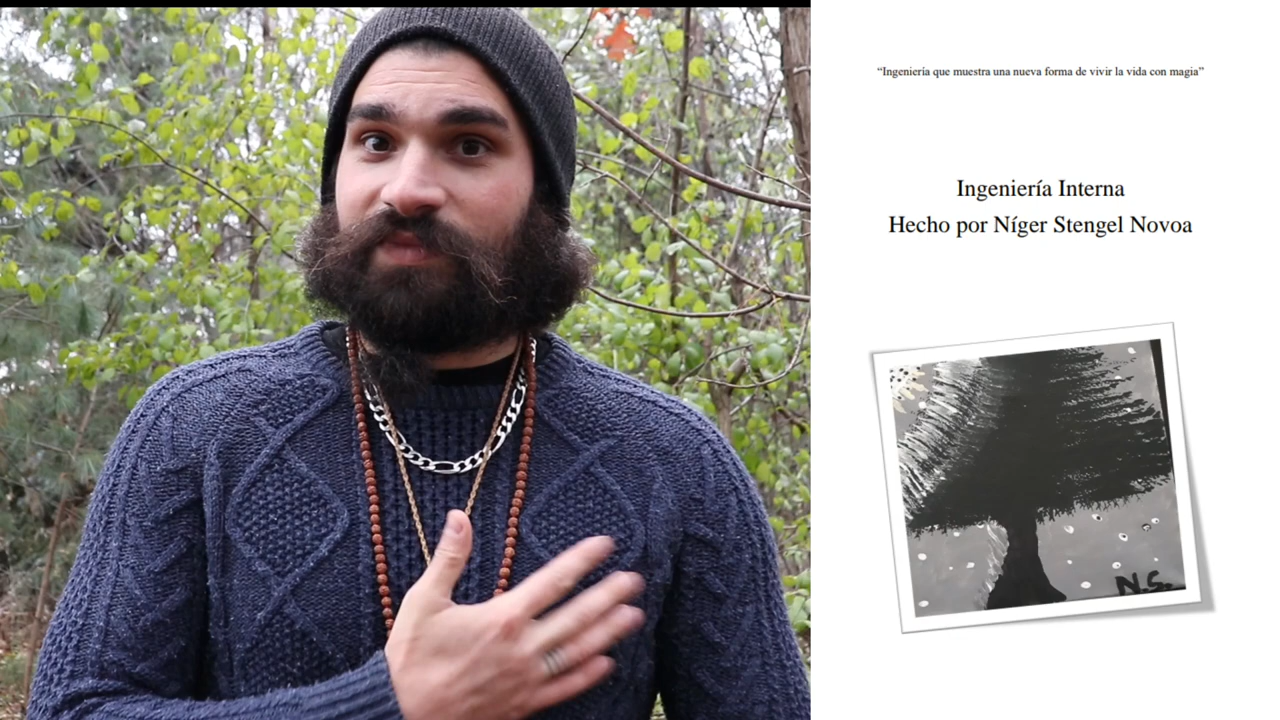 “Ingeniería que muestra una nueva forma de vivir la vida con magia”
Ingeniería Interna
Hecho por Níger Stengel Novoa
N.S.